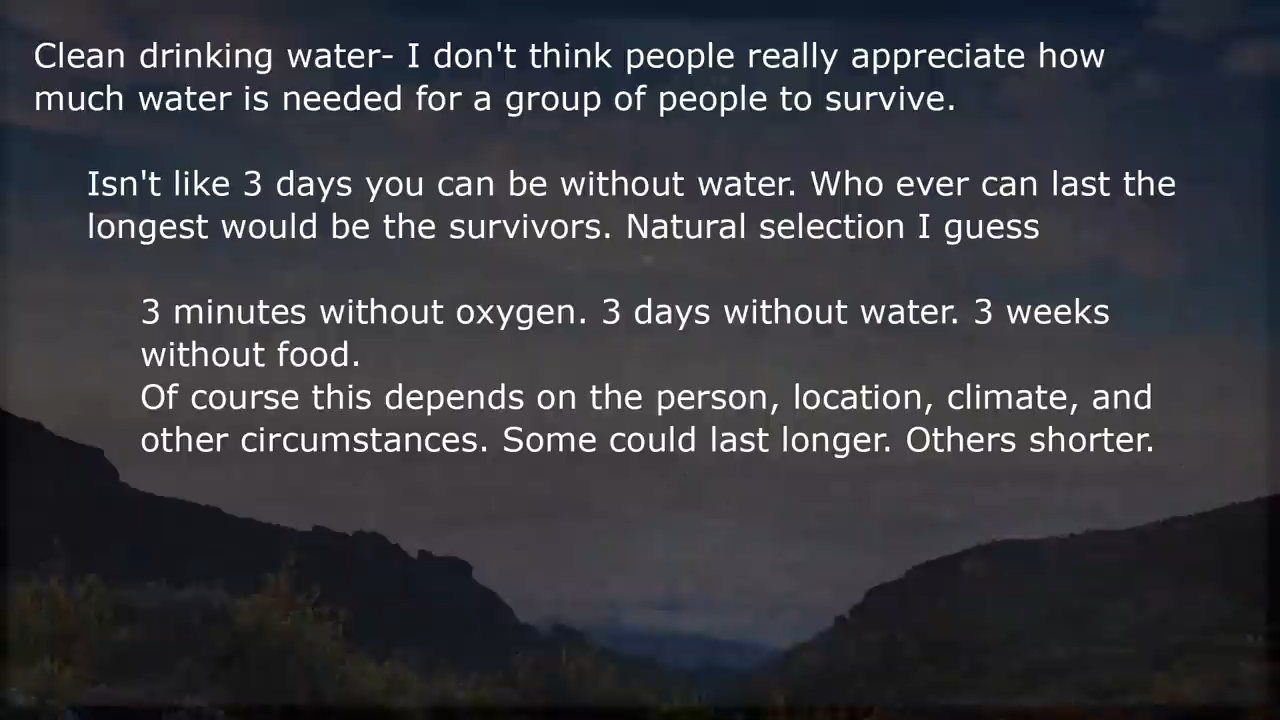 Clean drinking water- I don't think people really appreciate how
much water is needed for a group of people to survive.
Isn't like 3 days you can be without water. Who ever can last the
longest would be the survivors. Natural selection I guess
3 minutes without oxygen. 3 days without water. 3 weeks
without food.
Of course this depends on the person, location, climate, and
other circumstances. Some could last longer. Others shorter.